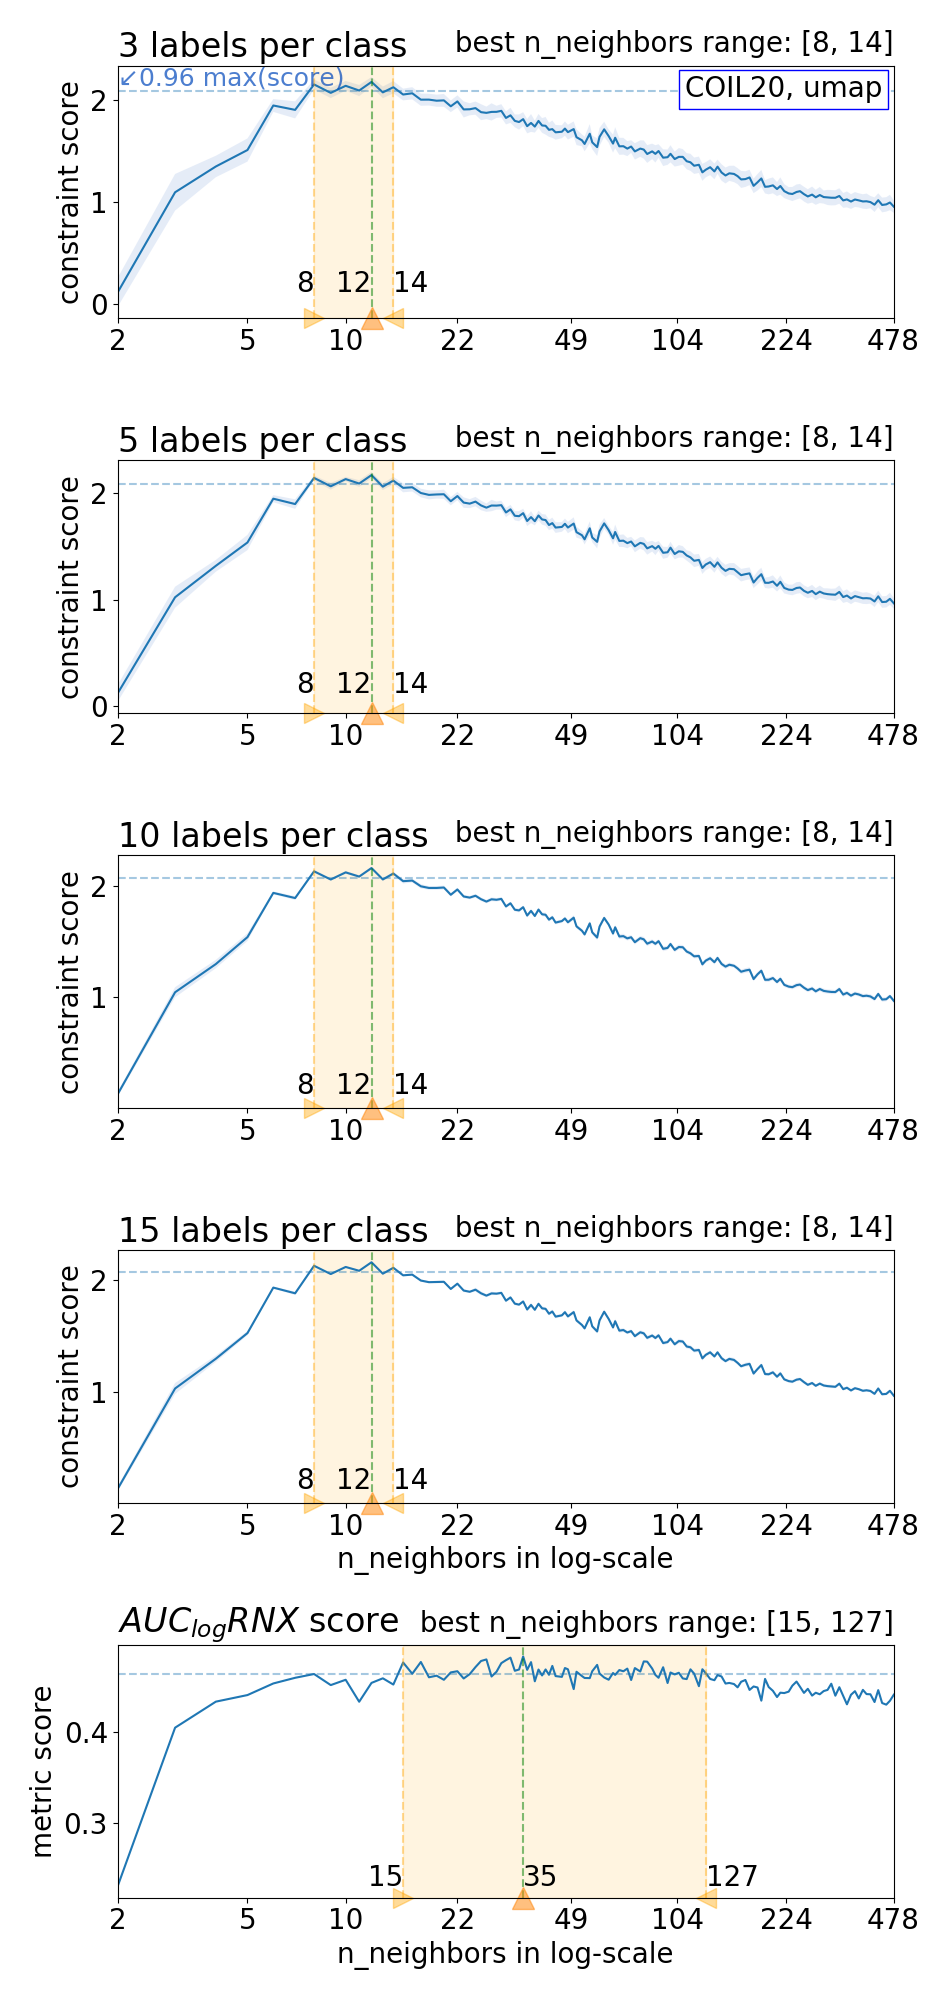 3 labels per class best n_neighbors range: [8, 14]
↙0.96 max(score)
COIL20, umap
constraint score
2
1
0
8 12 14
2 5 10 22 49 104 224 478
5 labels per class best n_neighbors range: [8, 14]
constraint score
2
1
0
8 12 14
2 5 10 22 49 104 224 478
10 labels per class best n_neighbors range: [8, 14]
constraint score
2
1
8 12 14
2 5 10 22 49 104 224 478
15 labels per class best n_neighbors range: [8, 14]
constraint score
2
1
8 12 14
2 5 10 22 49 104 224 478
n_neighbors in log-scale
AUC_{log}RNX score best n_neighbors range: [15, 127]
metric score
0.4
0.3
15 35 127
2 5 10 22 49 104 224 478
n_neighbors in log-scale